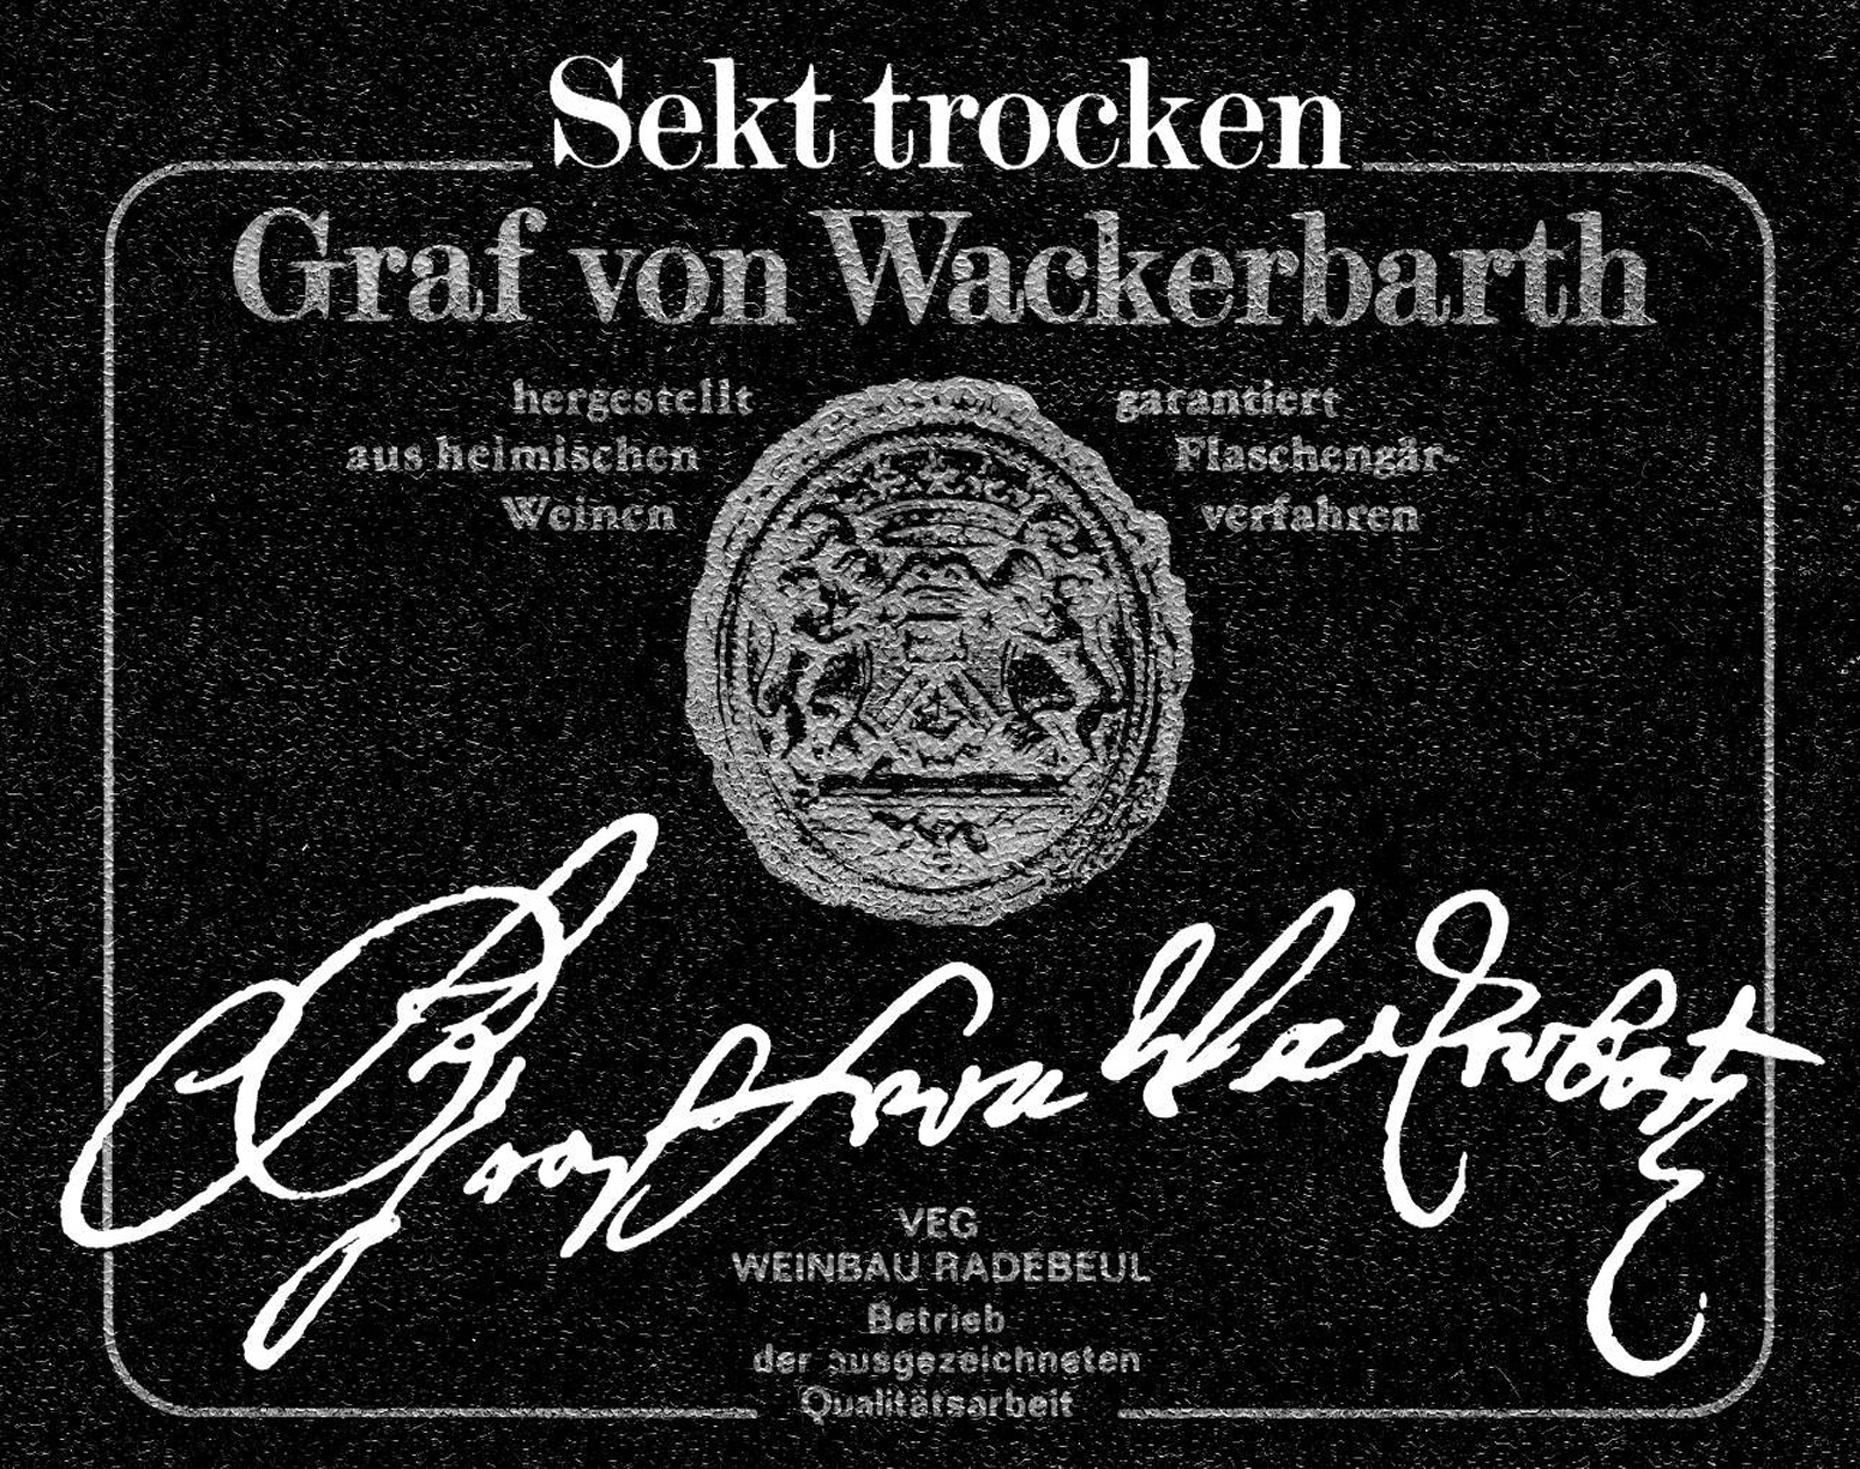 Sekt trocken
Graf von Wackerbarth
hergestellt
aus heimischen
Weinen
garantiert
Flaschengär-
verfahren
Graf von Wackerbarth
VEG
WEINBAU RADEBEUL
Betrieb
der ausgezeichneten
Qualitätsarbeit